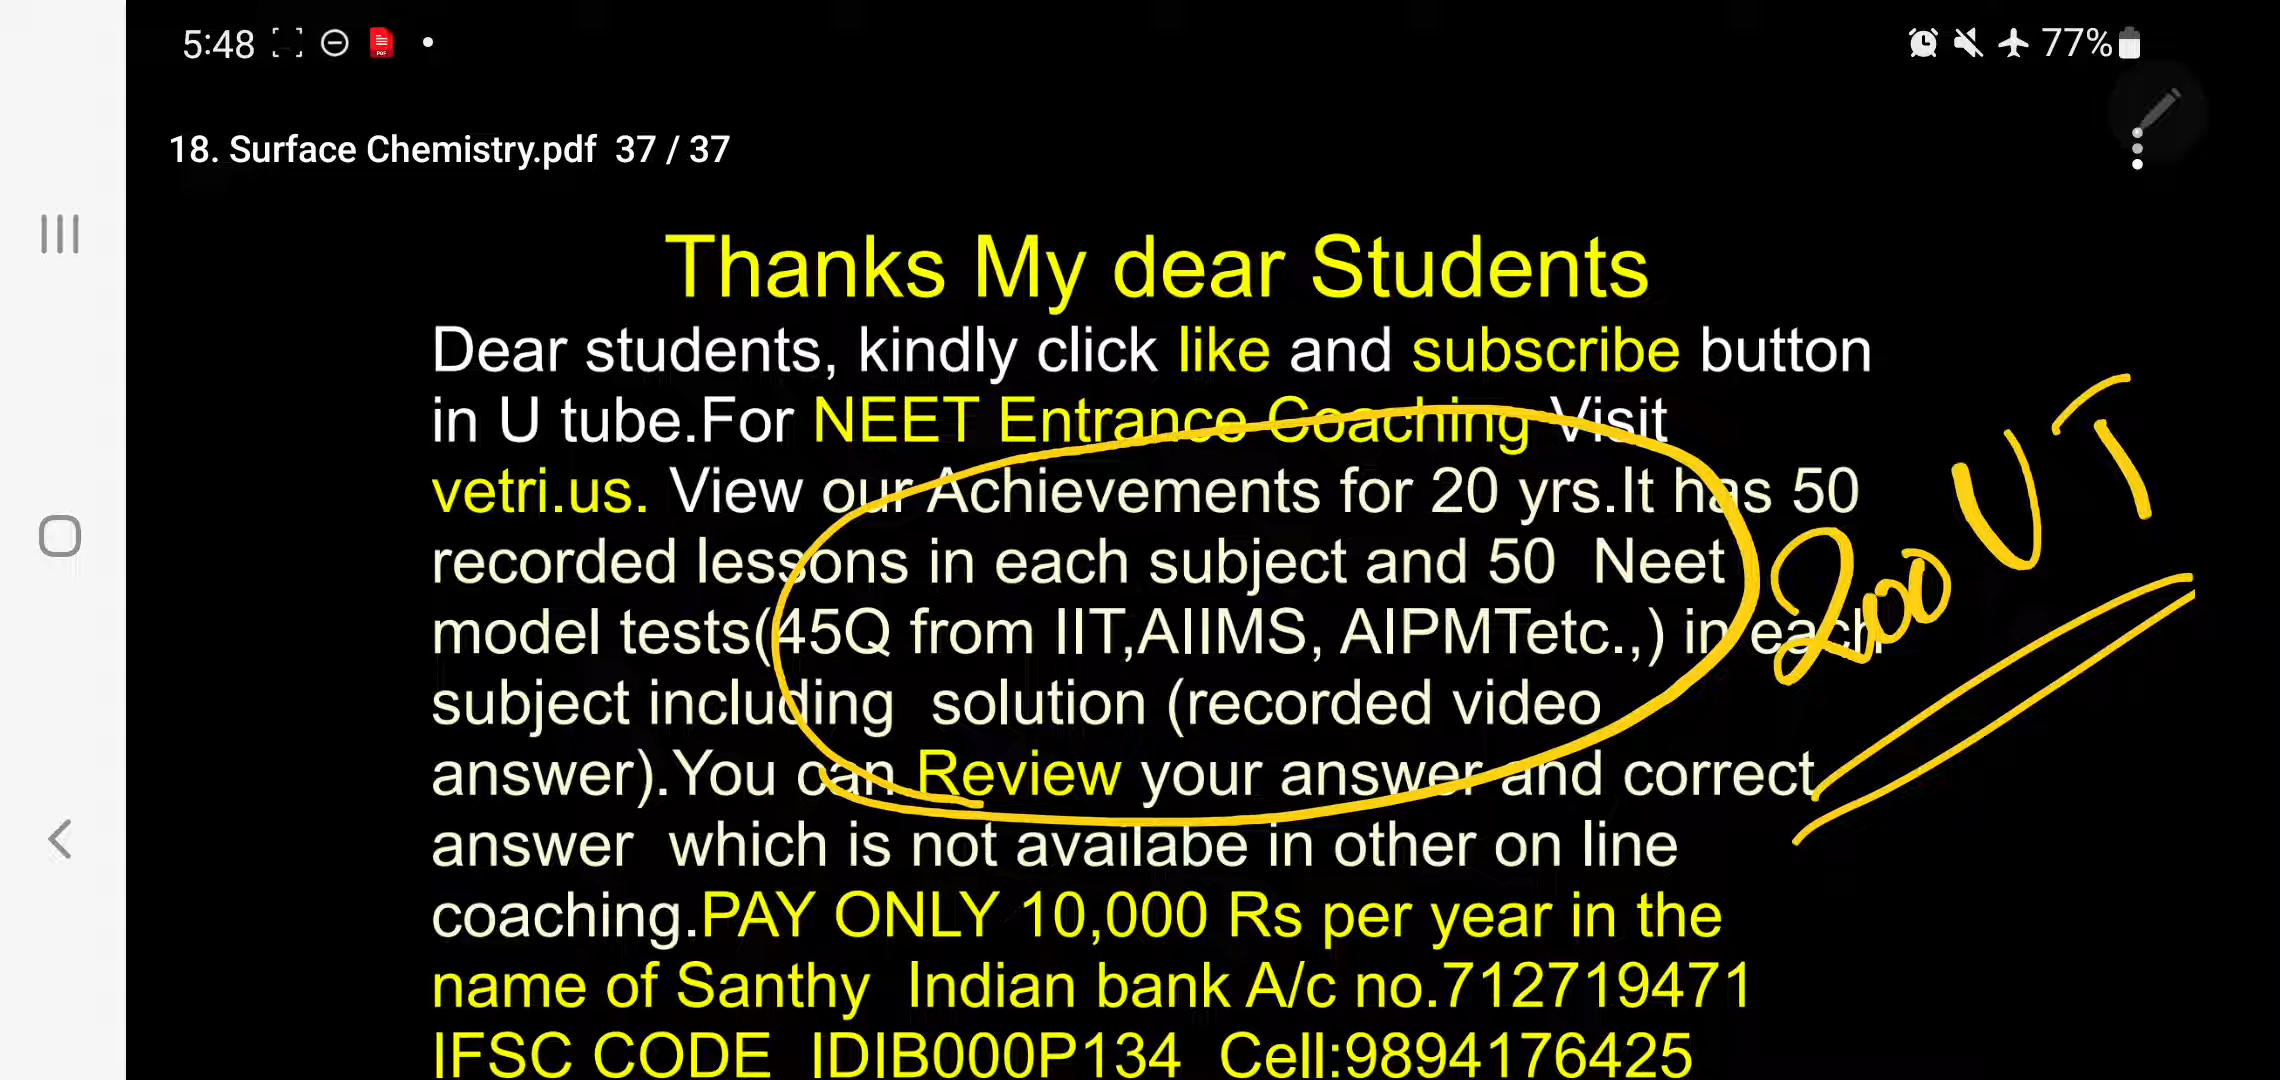 5:48
77%
18. Surface Chemistry.pdf 37 / 37
Thanks My dear Students
Dear students, kindly click like and subscribe button
in U tube.For NEET Entrance Coaching Visit
vetri.us. View our Achievements for 20 yrs.It has 50
recorded lessons in each subject and 50 Neet
model tests(45Q from IIT,AIIMS, AIPMTetc.,) in each
subject including solution (recorded video
answer).You can Review your answer and correct
answer which is not availabe in other on line
coaching.PAY ONLY 10,000 Rs per year in the
name of Santhy Indian bank A/c no.712719471
IFSC CODE IDIB000P134 Cell:9894176425
200 UT